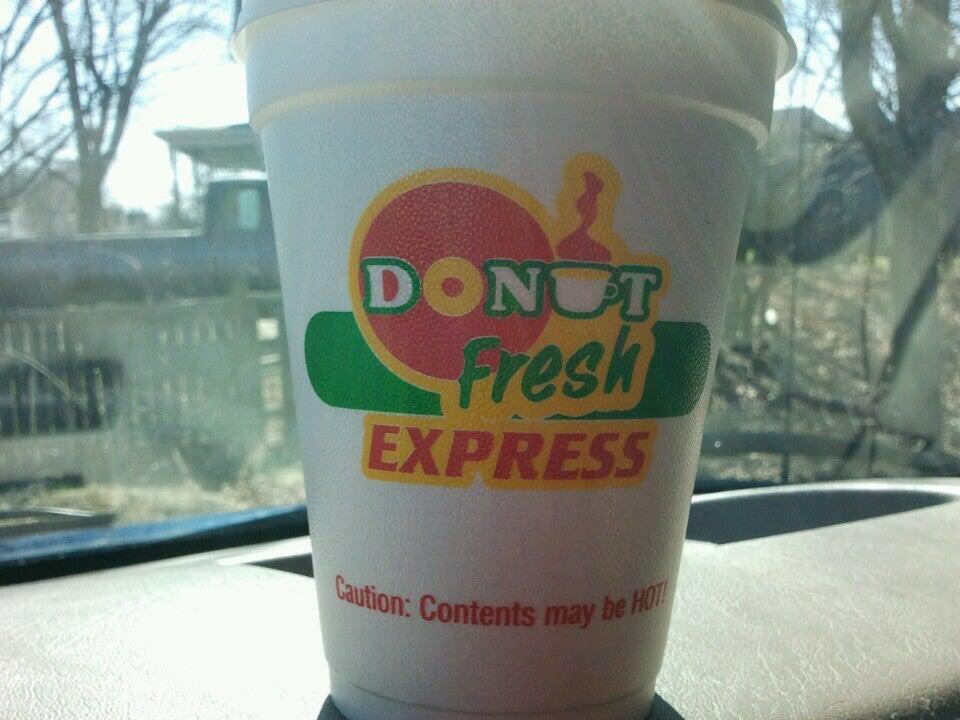 DONUT
Fresh
EXPRESS
Caution: Contents may be HOT!